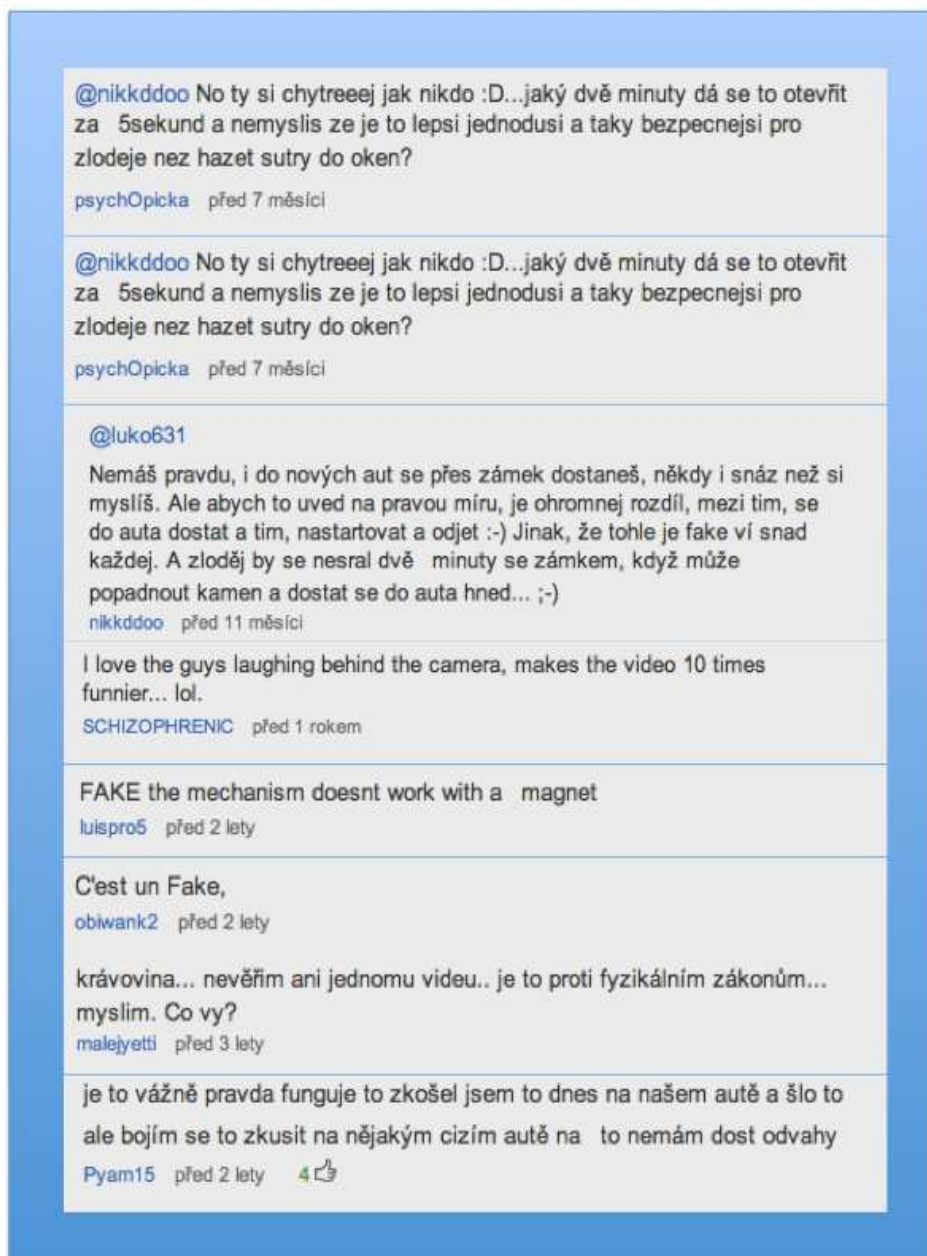 @nikkddoo No ty si chytreeej jak nikdo :D...jaký dvě minuty dá se to otevřit
za 5sekund a nemyslis ze je to lepsi jednodusi a taky bezpecnejsi pro
zlodeje nez hazet sutry do oken?
psychOpicka před 7 měsíci
@nikkddoo No ty si chytreeej jak nikdo :D...jaký dvě minuty dá se to otevřit
za 5sekund a nemyslis ze je to lepsi jednodusi a taky bezpecnejsi pro
zlodeje nez hazet sutry do oken?
psychOpicka před 7 měsíci
@luko631
Nemáš pravdu, i do nových aut se přes zámek dostaneš, někdy i snáz než si
myslíš. Ale abych to uved na pravou míru, je ohromnej rozdíl, mezi tim, se
do auta dostat a tim, nastartovat a odjet :-) Jinak, že tohle je fake ví snad
každej. A zloděj by se nesral dvě minuty se zámkem, když může
popadnout kamen a dostat se do auta hned... ;-)
nikkddoo před 11 měsíci
I love the guys laughing behind the camera, makes the video 10 times
funnier... lol.
SCHIZOPHRENIC před 1 rokem
FAKE the mechanism doesnt work with a magnet
luispro5 před 2 lety
C'est un Fake,
obiwank2 před 2 lety
krávovina... nevěřim ani jednomu videu.. je to proti fyzikálním zákonům...
myslim. Co vy?
malejyetti před 3 lety
je to vážně pravda funguje to zkošel jsem to dnes na našem autě a šlo to
ale bojím se to zkusit na nějakým cizím autě na to nemám dost odvahy
Pyam15 před 2 lety 4